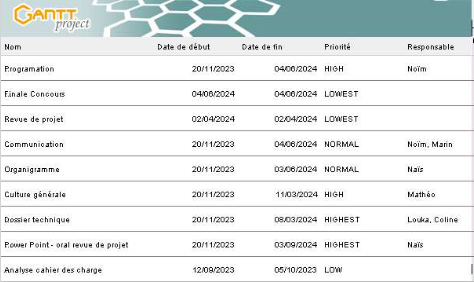 GANTT
project
Nom Date de début Date de fin Priorité Responsable
Programation 20/11/2023 04/06/2024 HIGH Noïm
Finale Concours 04/06/2024 04/06/2024 LOWEST
Revue de projet 02/04/2024 02/04/2024 LOWEST
Communication 20/11/2023 04/06/2024 NORMAL Noïm, Marin
Organigramme 20/11/2023 03/06/2024 NORMAL Naïs
Culture générale 20/11/2023 11/03/2024 HIGH Mathéo
Dossier technique 20/11/2023 08/03/2024 HIGHEST Louka, Coline
Power Point - oral revue de projet 20/11/2023 03/09/2024 HIGHEST Naïs
Analyse cahier des charge 12/09/2023 05/10/2023 LOW